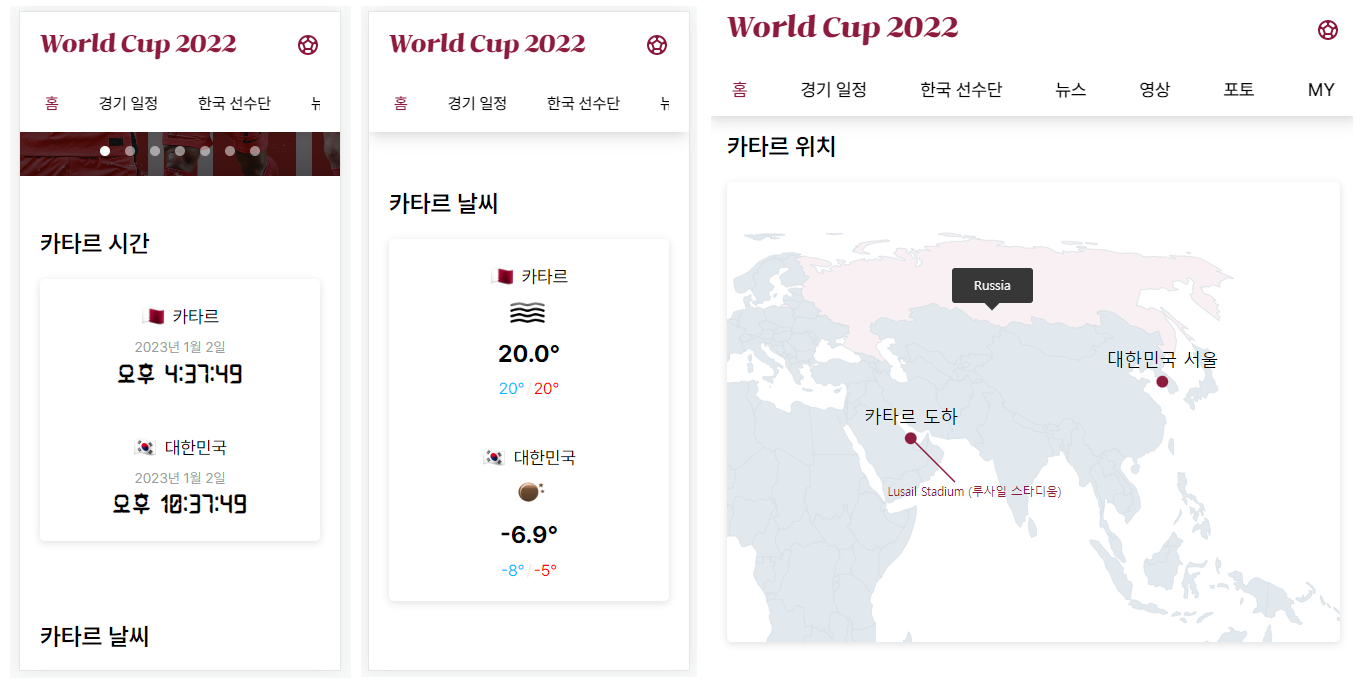 World Cup 2022
홈 경기 일정 한국 선수단
카타르 시간
카타르
2023년 1월 2일
오후 4:37:49
대한민국
2023년 1월 2일
오후 10:37:49
카타르 날씨
World Cup 2022
홈 경기 일정 한국 선수단
카타르 날씨
카타르
20.0°
20° / 20°
대한민국
-6.9°
-8° / -5°
World Cup 2022
홈 경기 일정 한국 선수단 뉴스 영상 포토 MY
카타르 위치
Russia
대한민국 서울
카타르 도하
Lusail Stadium (루사일 스타디움)